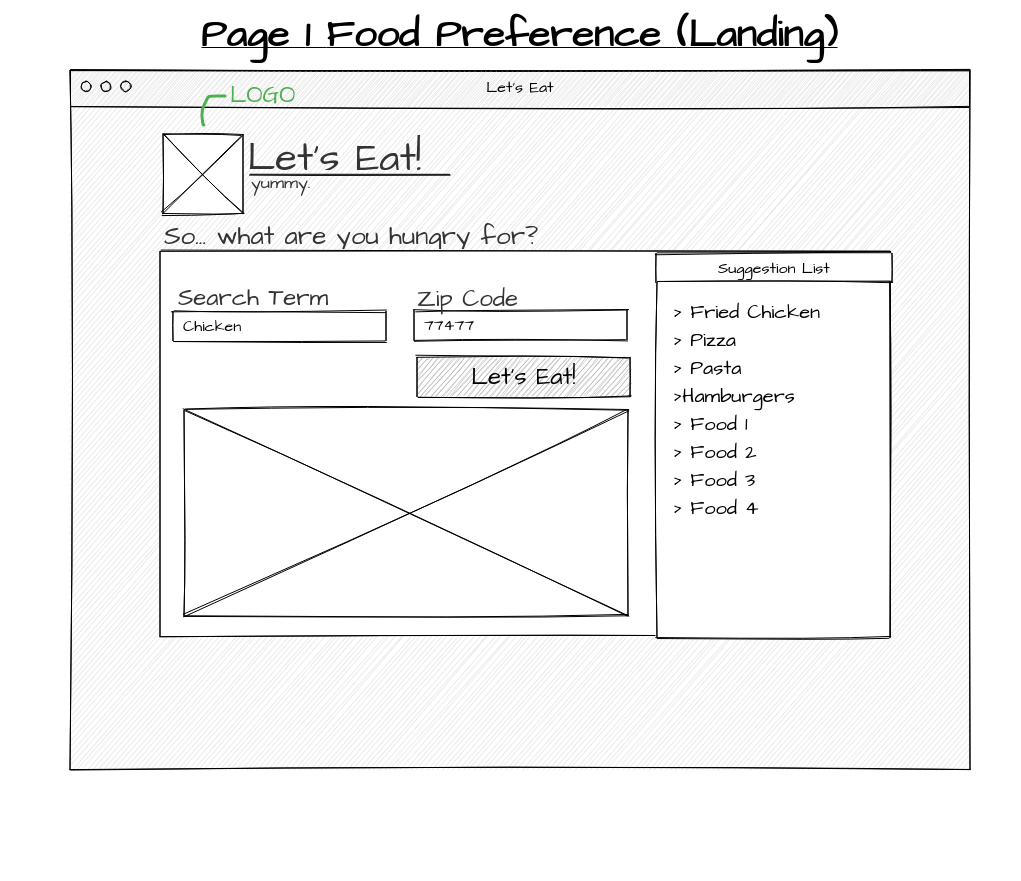 Page 1 Food Preference (Landing)
Let's Eat
LOGO
Let's Eat!
yummy.
So... what are you hungry for?
Search Term
Chicken
Zip Code
77477
Let's Eat!
Suggestion List
> Fried Chicken
> Pizza
> Pasta
>Hamburgers
> Food 1
> Food 2
> Food 3
> Food 4